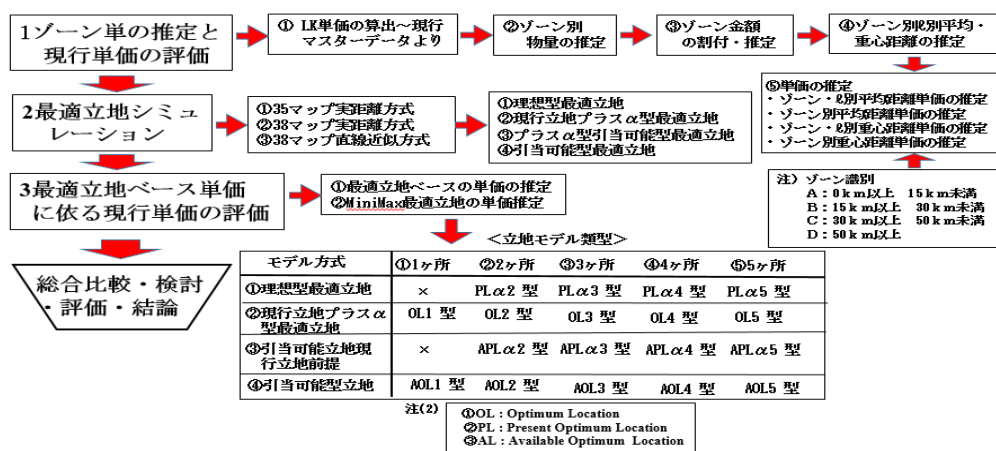 1ゾーン単の推定と
現行単価の評価
① LK単価の算出～現行
マスターデータより
②ゾーン別
物量の推定
③ゾーン金額
の割付・推定
④ゾーン別ℓ別平均・
重心距離の推定
⑤単価の推定
・ゾーン・ℓ別平均距離単価の推定
・ゾーン別平均距離単価の推定
・ゾーン・ℓ別重心距離単価の推定
・ゾーン別重心距離単価の推定
2最適立地シミュ
レーション
①35マップ実距離方式
②38マップ実距離方式
③38マップ直線近似方式
①理想型最適立地
②現行立地プラスα型最適立地
③プラスα型引当可能型最適立地
④引当可能型最適立地
3最適立地ベース単価
に依る現行単価の評価
①最適立地ベースの単価の推定
②MiniMax最適立地の単価推定
注）ゾーン識別
A：0km以上 15km未満
B：15km以上 30km未満
C：30km以上 50km未満
D：50km以上
総合比較・検討
・評価・結論
＜立地モデル類型＞
モデル方式 ①1ヶ所 ②2ヶ所 ③3ヶ所 ④4ヶ所 ⑤5ヶ所
①理想型最適立地 × PLα2 型 PLα3 型 PLα4 型 PLα5 型
②現行立地プラスα
型最適立地 OL1 型 OL2 型 OL3 型 OL4 型 OL5 型
③引当可能立地現
行立地前提 × APLα2 型 APLα3 型 APLα4 型 APLα5 型
④引当可能型立地 AOL1 型 AOL2 型 AOL3 型 AOL4 型 AOL5 型
注(2)
①OL : Optimum Location
②PL : Present Optimum Location
③AL : Available Optimum Location